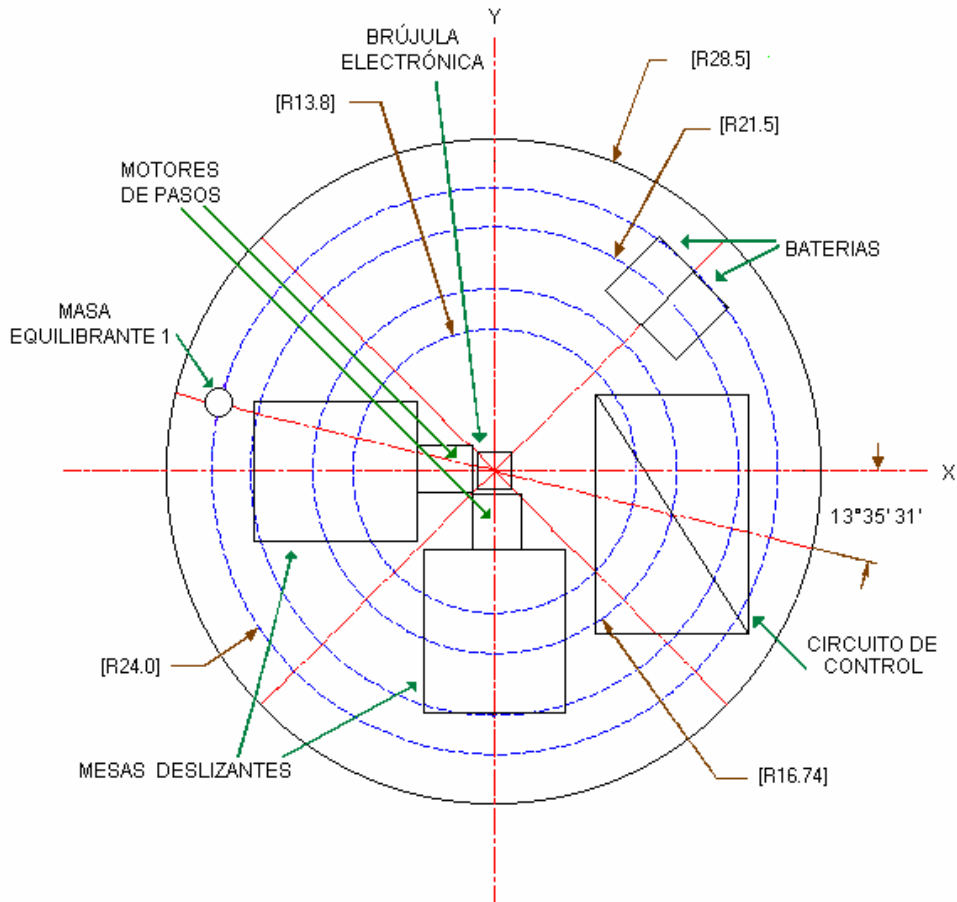 Y
BRÚJULA
ELECTRÓNICA
[R28.5]
[R13.8]
[R21.5]
MOTORES
DE PASOS
BATERIAS
MASA
EQUILIBRANTE 1
X
13°35'31'
[R24.0]
CIRCUITO DE
CONTROL
MESAS DESLIZANTES
[R16.74]